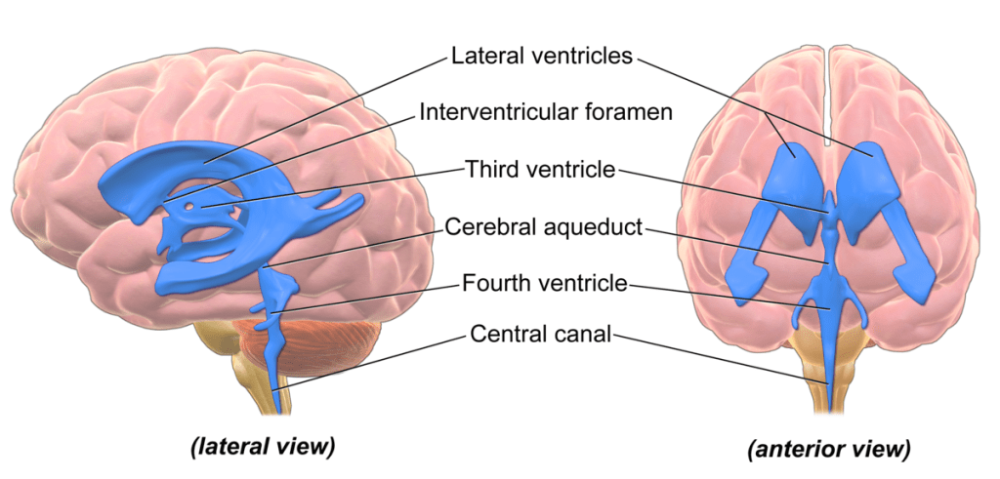 Lateral ventricles
Interventricular foramen
Third ventricle
Cerebral aqueduct
Fourth ventricle
Central canal
(lateral view)
(anterior view)